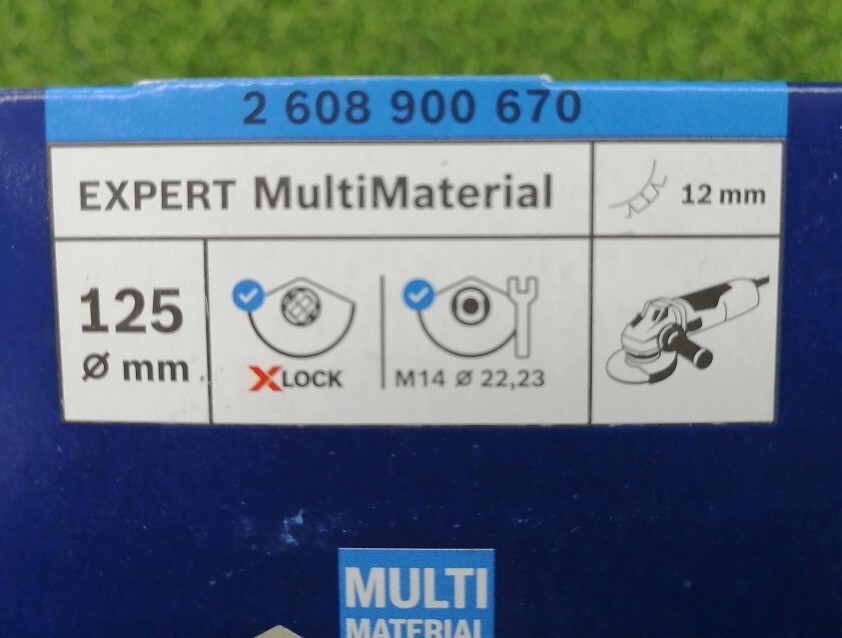 2 608 900 670
EXPERT MultiMaterial
12 mm
125
Ø mm
XLOCK
M14 Ø 22,23
MULTI
MATERIAL